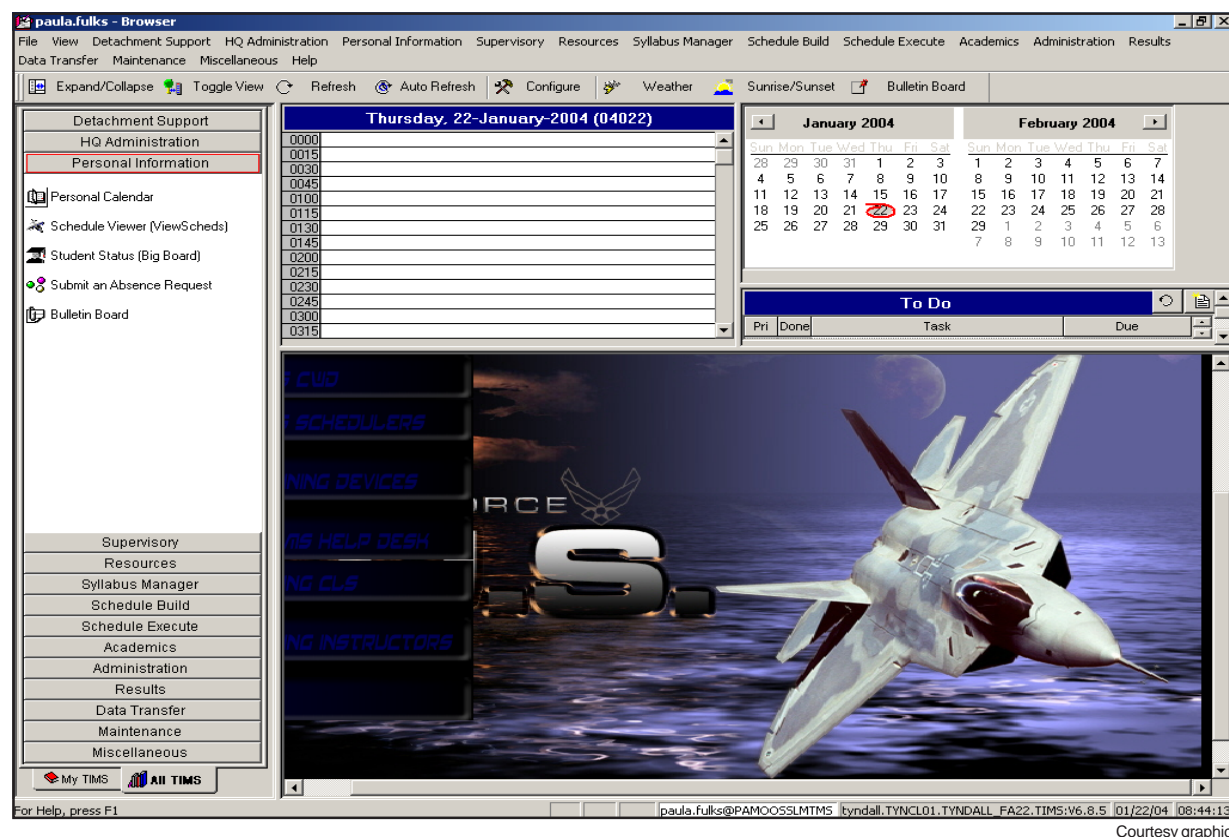 paula.fulks - Browser
File View Detachment Support HQ Administration Personal Information Supervisory Resources Syllabus Manager Schedule Build Schedule Execute Academics Administration Results
Data Transfer Maintenance Miscellaneous Help
Expand/Collapse Toggle View Refresh Auto Refresh Configure Weather Sunrise/Sunset Bulletin Board
Detachment Support
HQ Administration
Personal Information
Personal Calendar
Schedule Viewer (ViewScheds)
Student Status (Big Board)
Submit an Absence Request
Bulletin Board
Supervisory
Resources
Syllabus Manager
Schedule Build
Schedule Execute
Academics
Administration
Results
Data Transfer
Maintenance
Miscellaneous
My TIMS All TIMS
Thursday, 22-January-2004 (04022)
0000
0015
0030
0045
0100
0115
0130
0145
0200
0215
0230
0245
0300
0315
January 2004
Sun Mon Tue Wed Thu Fri Sat
28 29 30 31 1 2 3
4 5 6 7 8 9 10
11 12 13 14 15 16 17
18 19 20 21 22 23 24
25 26 27 28 29 30 31
February 2004
Sun Mon Tue Wed Thu Fri Sat
1 2 3 4 5 6 7
8 9 10 11 12 13 14
15 16 17 18 19 20 21
22 23 24 25 26 27 28
29 1 2 3 4 5 6
7 8 9 10 11 12 13
To Do
Pri Done Task Due
CWO
SCHEDULERS
NING DEVICES
MS HELP DESK
NG CLS
NG INSTRUCTORS
RCE
.S.
For Help, press F1
paula.fulks@PAMOOSSLMTMS tyndall.TYNCL01.TYNDALL_FA22.TIMS:V6.8.5 01/22/04 08:44:13
Courtesy graphic